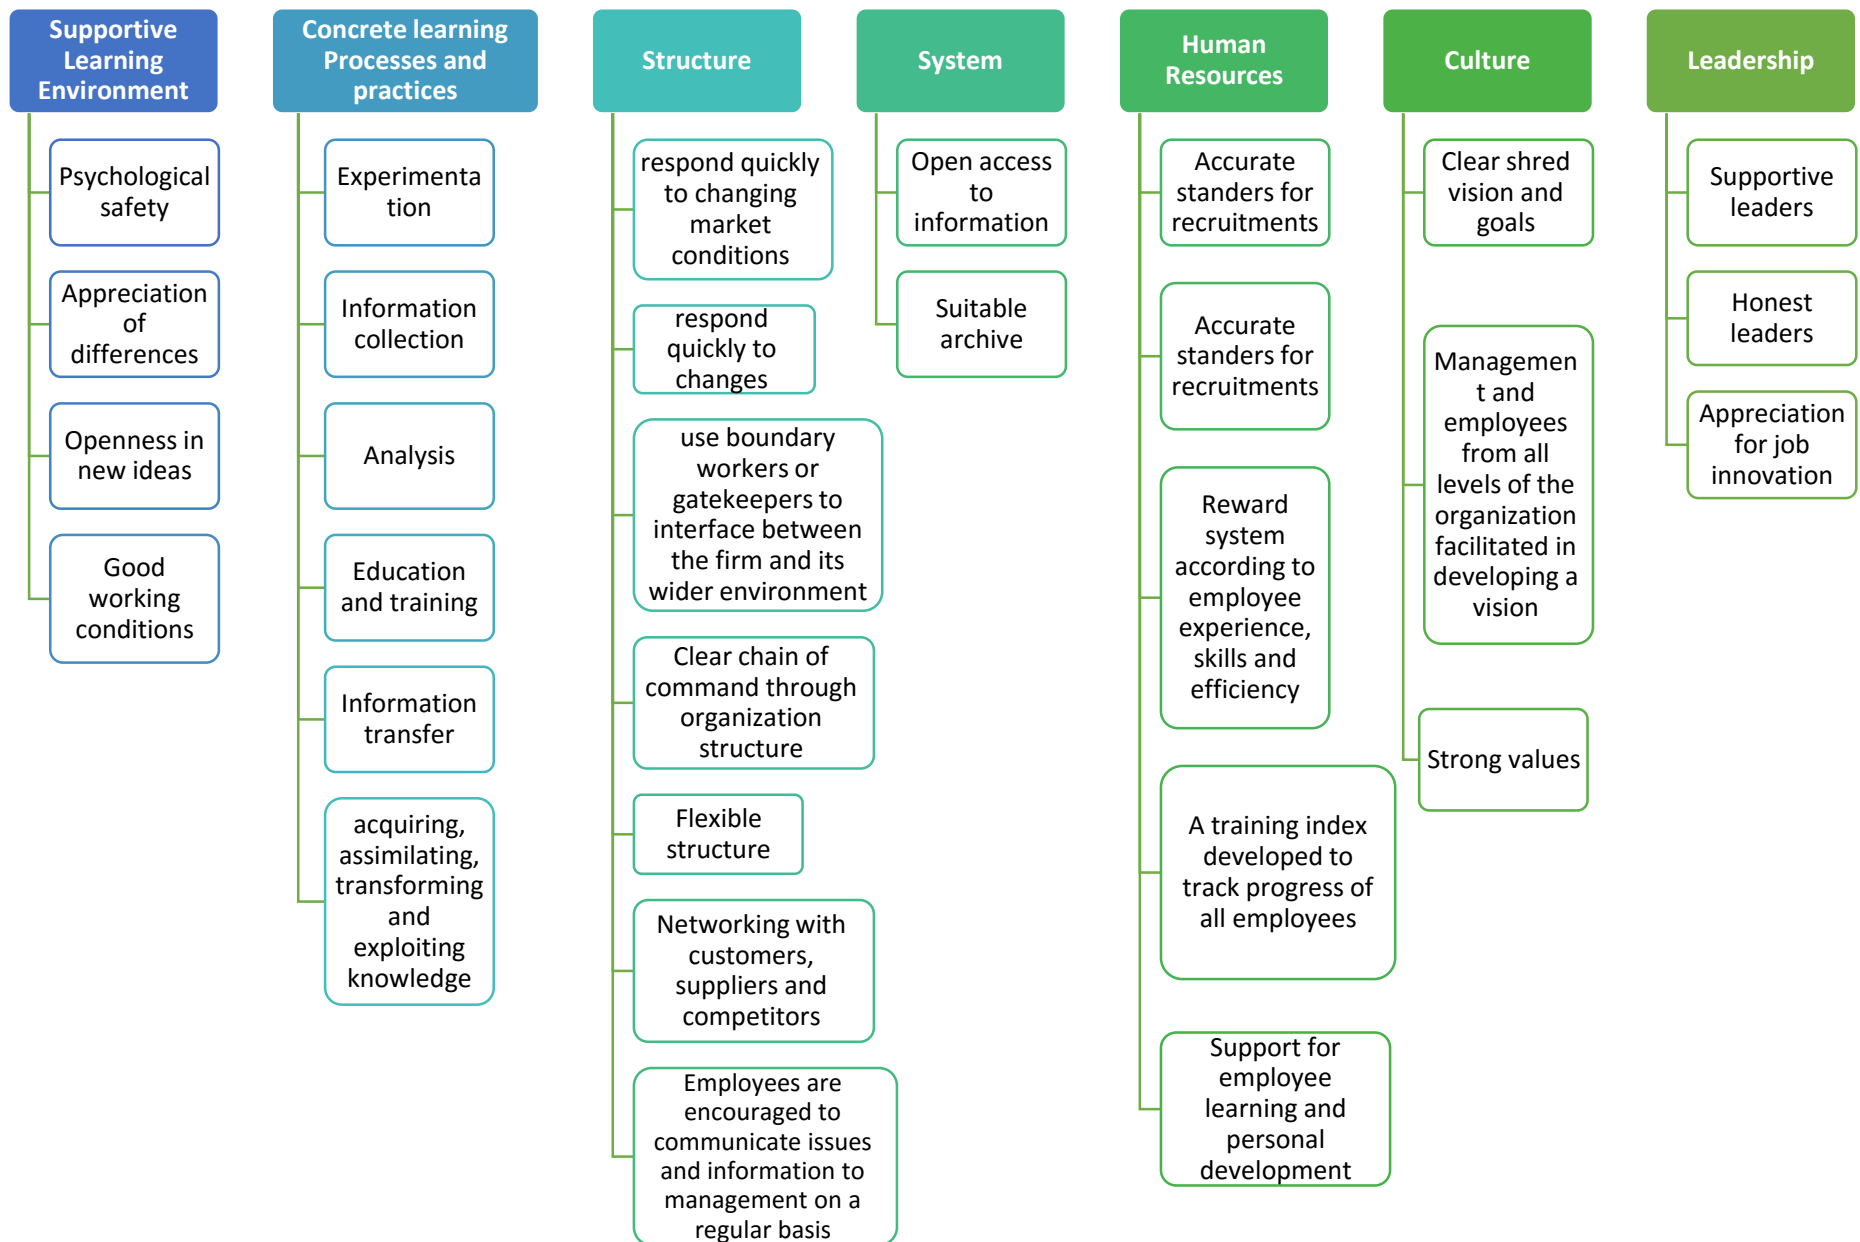 Supportive
Learning
Environment
Psychological
safety
Appreciation
of
differences
Openness in
new ideas
Good
working
conditions
Concrete learning
Processes and
practices
Experimenta
tion
Information
collection
Analysis
Education
and training
Information
transfer
acquiring,
assimilating,
transforming
and
exploiting
knowledge
Structure
respond quickly
to changing
market
conditions
respond
quickly to
changes
use boundary
workers or
gatekeepers to
interface between
the firm and its
wider environment
Clear chain of
command through
organization
structure
Flexible
structure
Networking with
customers,
suppliers and
competitors
Employees are
encouraged to
communicate issues
and information to
management on a
regular basis
System
Open access
to
information
Suitable
archive
Human
Resources
Accurate
standers for
recruitments
Accurate
standers for
recruitments
Reward
system
according to
employee
experience,
skills and
efficiency
A training index
developed to
track progress of
all employees
Support for
employee
learning and
personal
development
Culture
Clear shred
vision and
goals
Managemen
t and
employees
from all
levels of the
organization
facilitated in
developing a
vision
Strong values
Leadership
Supportive
leaders
Honest
leaders
Appreciation
for job
innovation